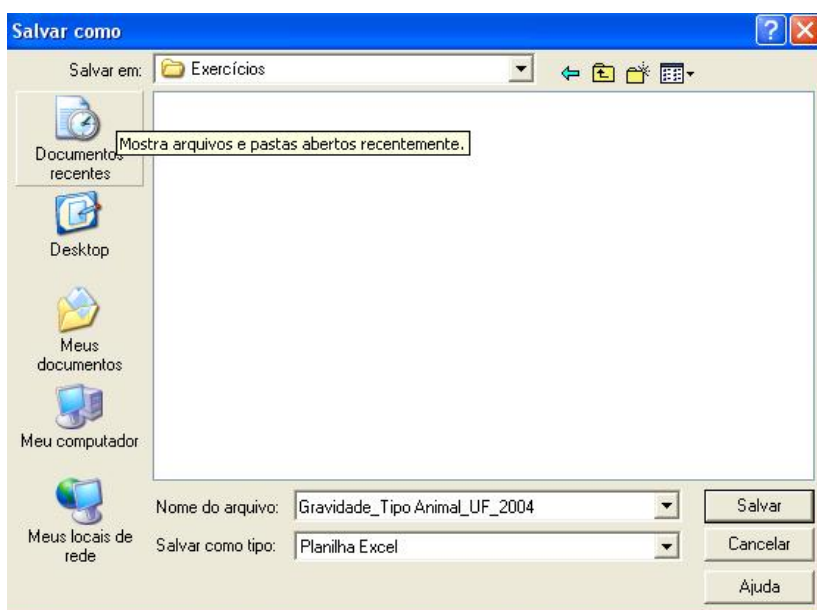 Salvar como
Salvar em:
Exercícios
Mostra arquivos e pastas abertos recentemente.
Documentos
recentes
Desktop
Meus
documentos
Meu computador
Meus locais de
rede
Nome do arquivo:
Gravidade_Tipo Animal_UF_2004
Salvar
Salvar como tipo:
Planilha Excel
Cancelar
Ajuda